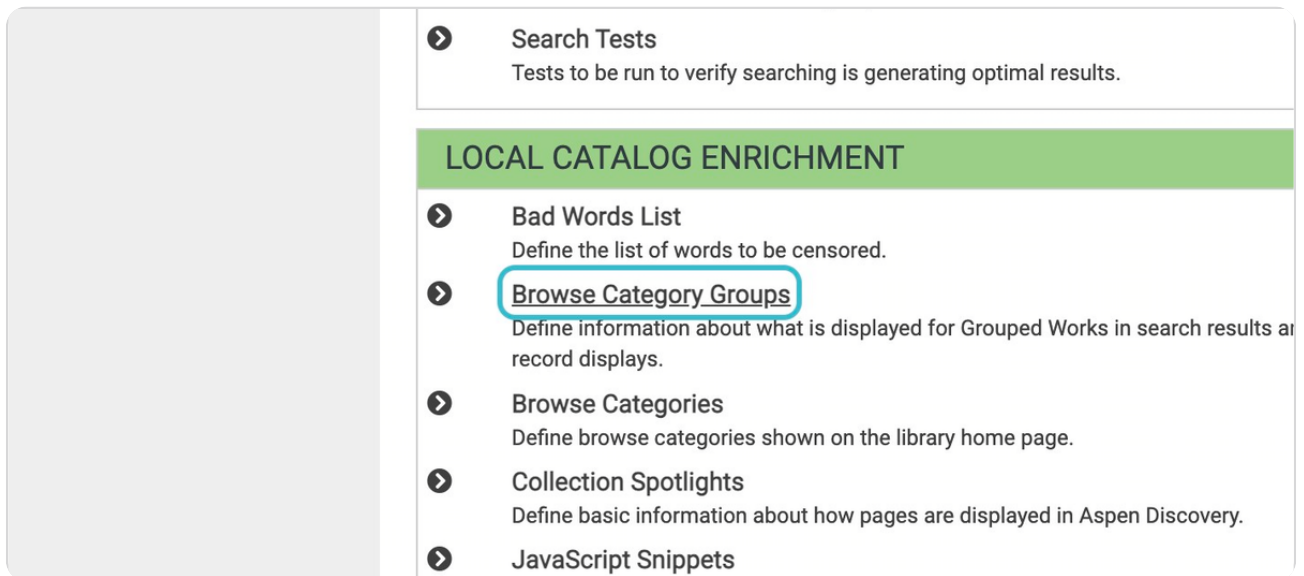 Search Tests
Tests to be run to verify searching is generating optimal results.
LOCAL CATALOG ENRICHMENT
Bad Words List
Define the list of words to be censored.
Browse Category Groups
Define information about what is displayed for Grouped Works in search results
record displays.
Browse Categories
Define browse categories shown on the library home page.
Collection Spotlights
Define basic information about how pages are displayed in Aspen Discovery.
JavaScript Snippets